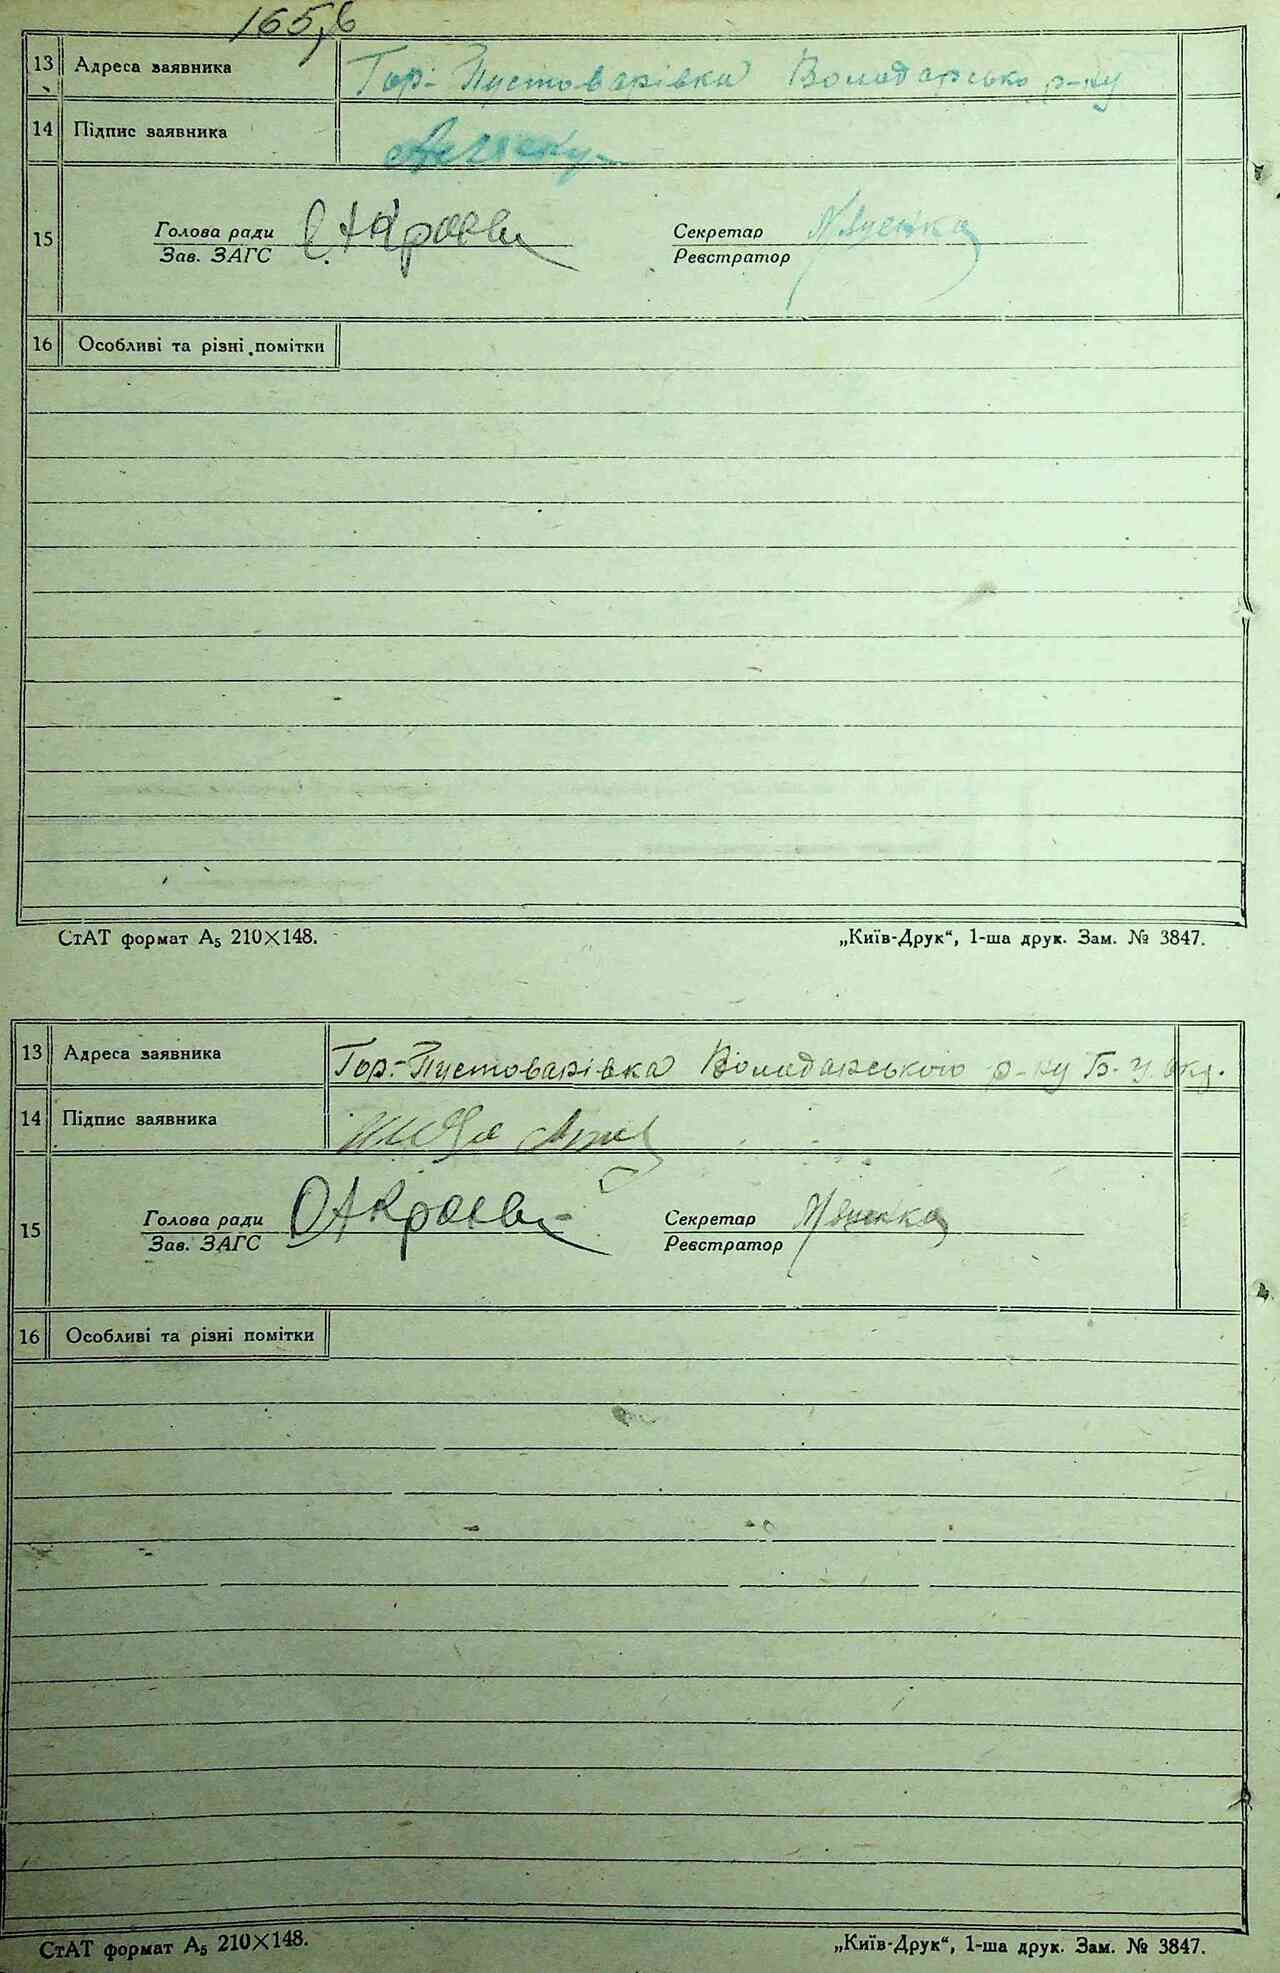 165,б
13 Адреса заявника Гор-Пустоварівка Володарсько р-ну
14 Підпис заявника
Голова ради Секретар
15
Зав. ЗАГС Реєстратор
16 Особливі та різні помітки
СтАТ формат А₅ 210×148. „Київ-Друк“, 1-ша друк. Зам. № 3847.
13 Адреса заявника Гор.-Пустоварівка Володарського р-ну Б-Ц. окр.
14 Підпис заявника
Голова ради Секретар
15
Зав. ЗАГС Реєстратор
16 Особливі та різні помітки
СтАТ формат А₅ 210×148. „Київ-Друк“, 1-ша друк. Зам. № 3847.